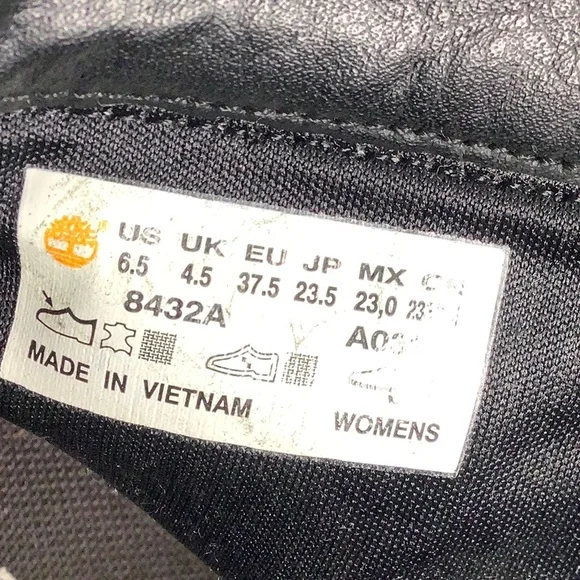 US UK EU JP MX
6.5 4.5 37.5 23.5 23,0
8432A
MADE IN VIETNAM
WOMENS